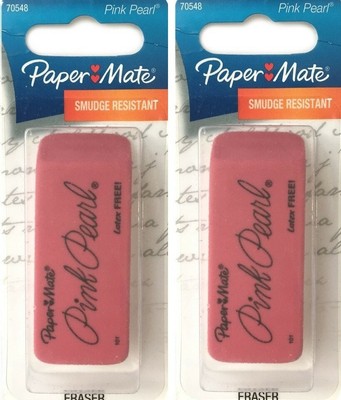 70548 Pink Pearl®
Paper Mate®
SMUDGE RESISTANT
Paper Mate®
Pink Pearl®
Latex FREE!
101
ERASER
70548 Pink Pearl®
Paper Mate®
SMUDGE RESISTANT
Paper Mate®
Pink Pearl®
Latex FREE!
101
ERASER